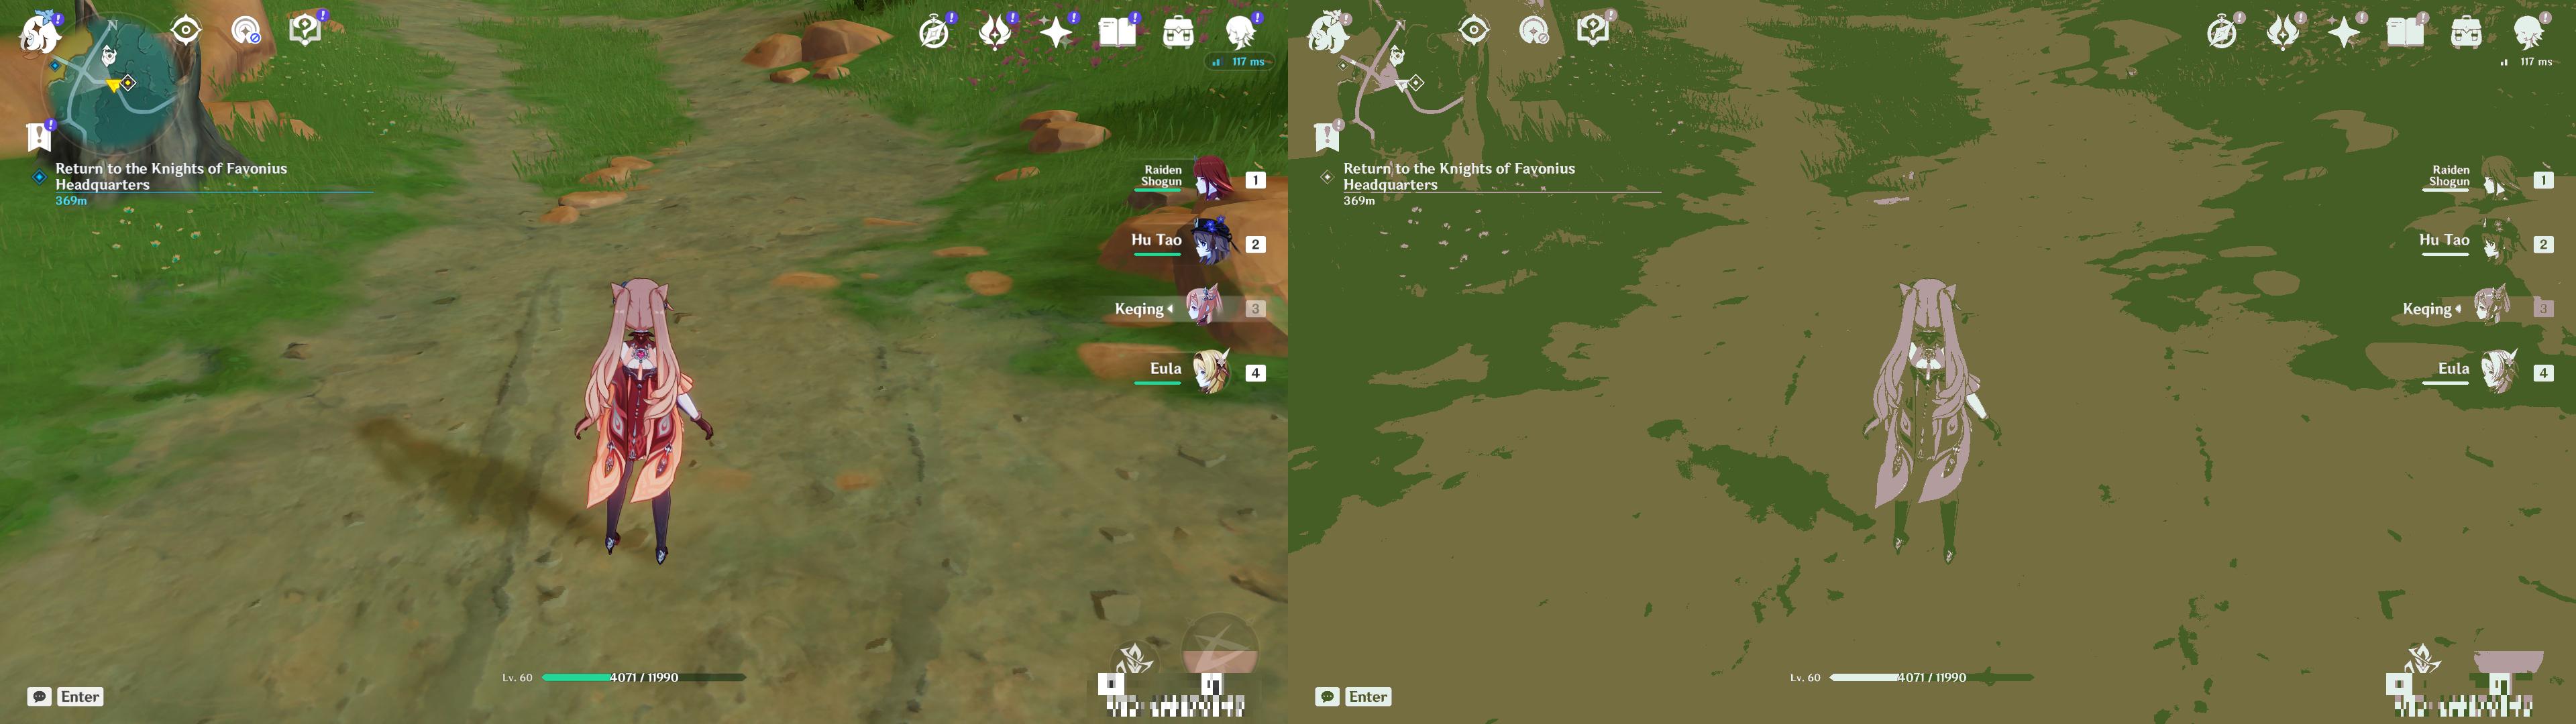 N
117 ms
Return to the Knights of Favonius
Headquarters
369m
Raiden
Shogun
1
Hu Tao
2
Keqing
3
Eula
4
Lv. 60
4071 / 11990
Enter
N
117 ms
Return to the Knights of Favonius
Headquarters
369m
Raiden
Shogun
1
Hu Tao
2
Keqing
3
Eula
4
Lv. 60
4071 / 11990
Enter